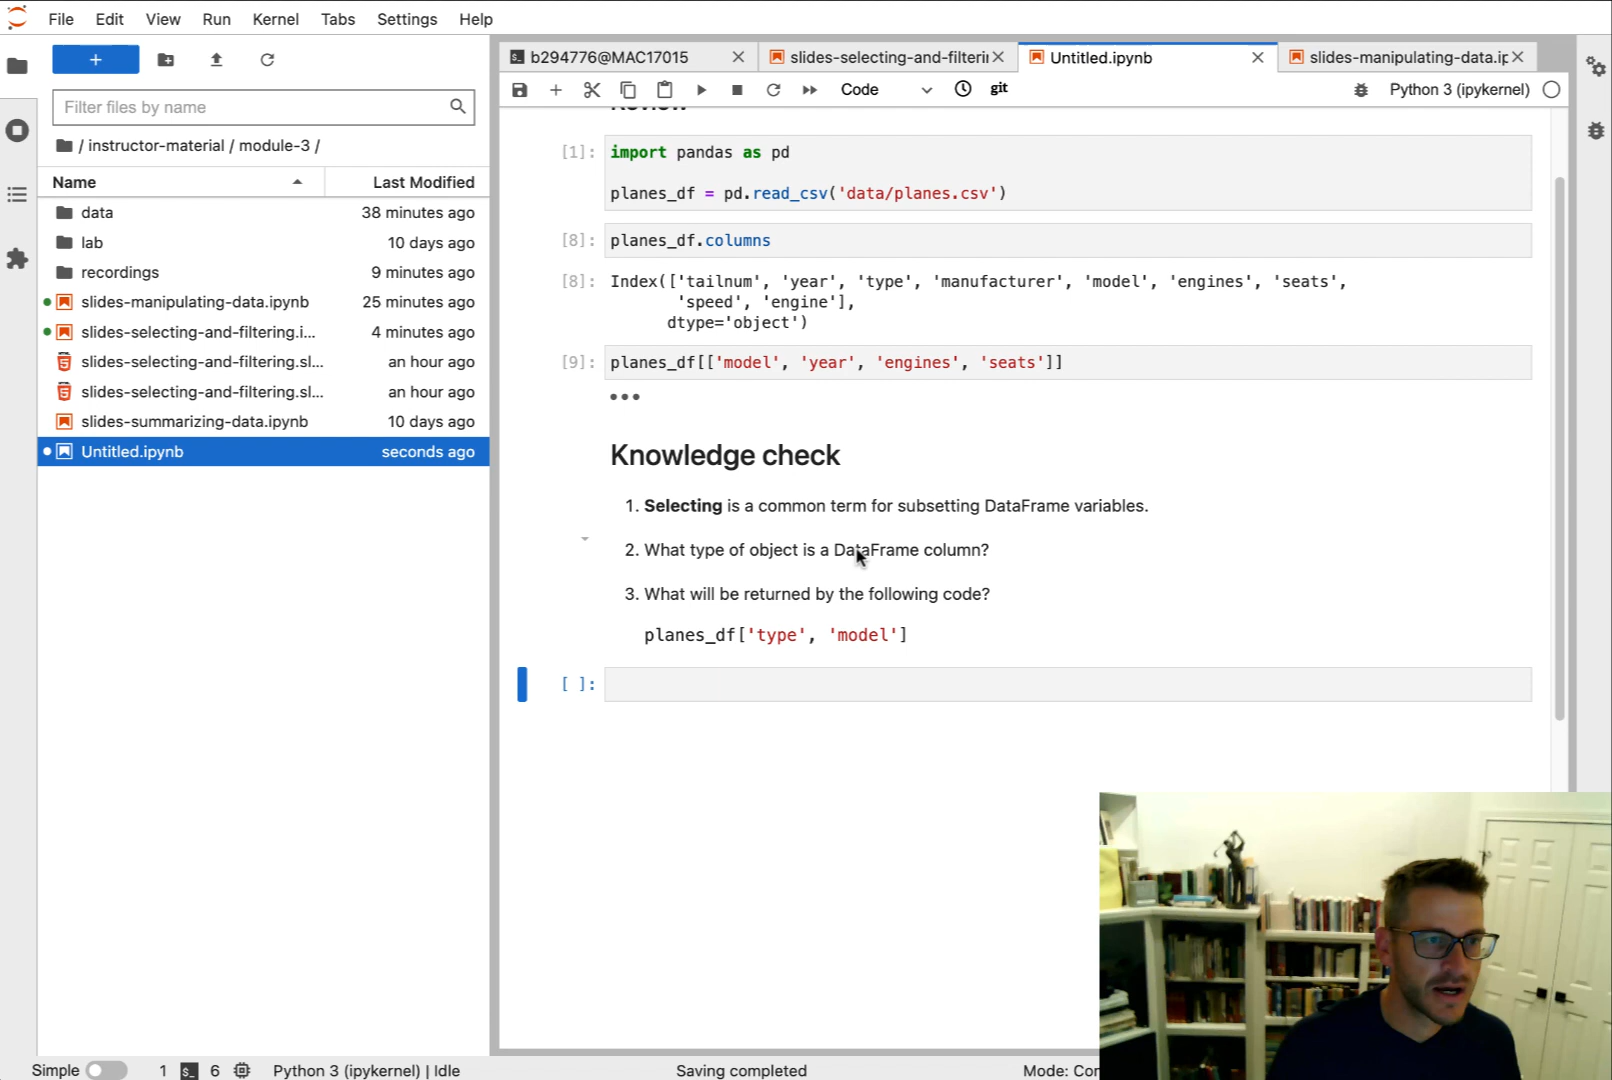 File Edit View Run Kernel Tabs Settings Help
+
Filter files by name
/ instructor-material / module-3 /
Name Last Modified
data 38 minutes ago
lab 10 days ago
recordings 9 minutes ago
slides-manipulating-data.ipynb 25 minutes ago
slides-selecting-and-filtering.i... 4 minutes ago
slides-selecting-and-filtering.sl... an hour ago
slides-selecting-and-filtering.sl... an hour ago
slides-summarizing-data.ipynb 10 days ago
Untitled.ipynb seconds ago
b294776@MAC17015 slides-selecting-and-filterin Untitled.ipynb slides-manipulating-data.ip
Code git Python 3 (ipykernel)
Review
[1]: import pandas as pd
planes_df = pd.read_csv('data/planes.csv')
[8]: planes_df.columns
[8]: Index(['tailnum', 'year', 'type', 'manufacturer', 'model', 'engines', 'seats',
'speed', 'engine'],
dtype='object')
[9]: planes_df[['model', 'year', 'engines', 'seats']]
•••
Knowledge check
1. Selecting is a common term for subsetting DataFrame variables.
2. What type of object is a DataFrame column?
3. What will be returned by the following code?
planes_df['type', 'model']
[ ]:
Simple 1 $_ 6 Python 3 (ipykernel) | Idle Saving completed Mode: Cor